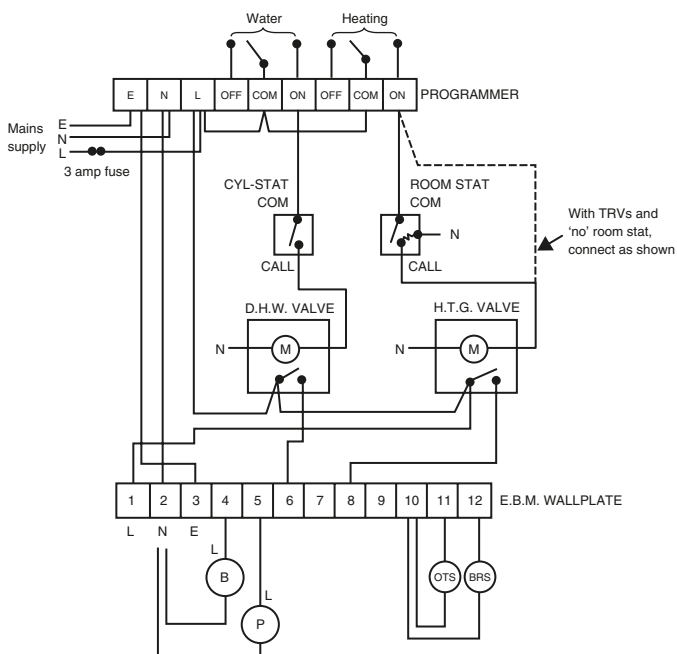 Water Heating
E N L OFF COM ON OFF COM ON PROGRAMMER
Mains supply
E
N
L
3 amp fuse
CYL-STAT
COM
ROOM STAT
COM
N
With TRVs and
‘no’ room stat,
connect as shown
CALL CALL
D.H.W. VALVE H.T.G. VALVE
N M N M
1 2 3 4 5 6 7 8 9 10 11 12 E.B.M. WALLPLATE
L N E
L
B OTS BRS
L
P